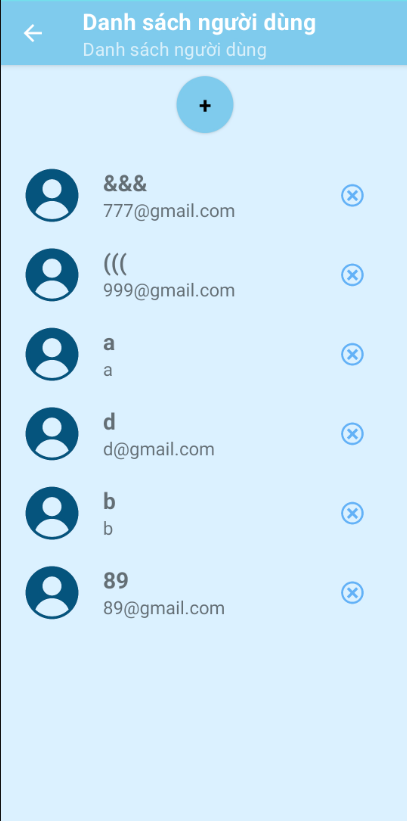 Danh sách người dùng
Danh sách người dùng
+
&&&
777@gmail.com
(((
999@gmail.com
a
a
d
d@gmail.com
b
b
89
89@gmail.com